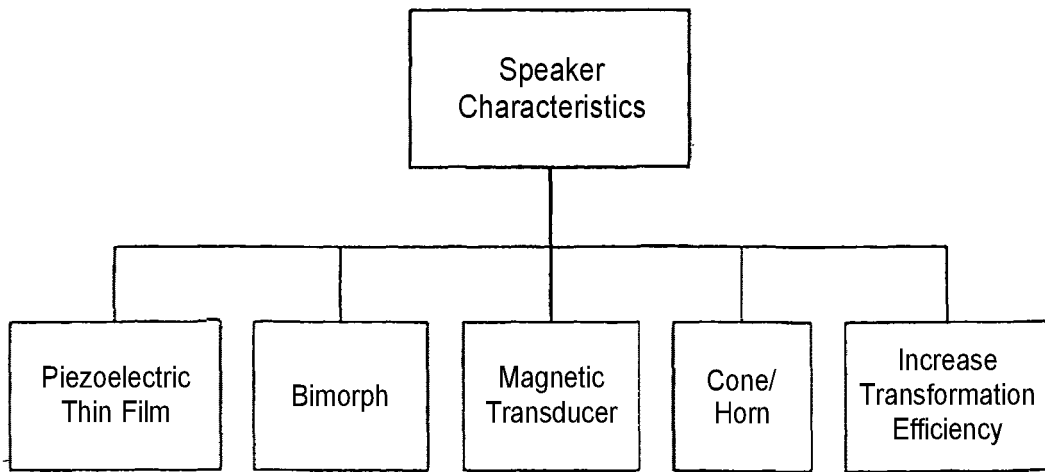 Speaker
Characteristics
Piezoelectric
Thin Film
Bimorph
Magnetic
Transducer
Cone/
Horn
Increase
Transformation
Efficiency